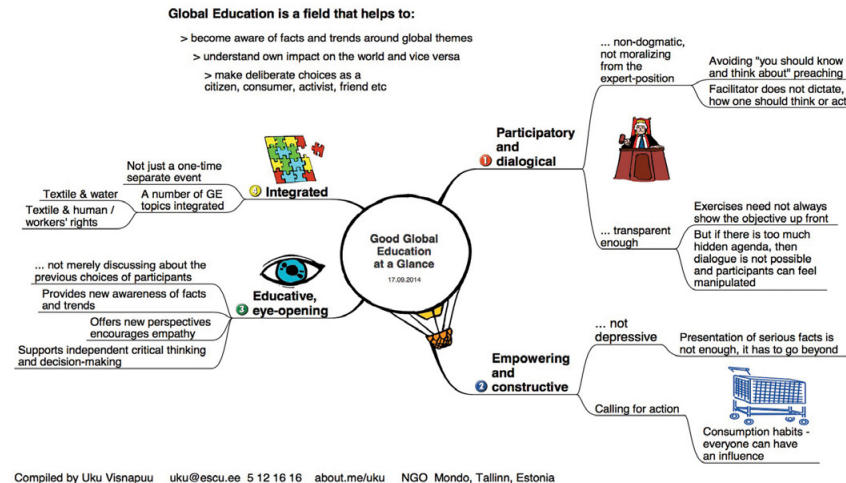 Global Education is a field that helps to:
> become aware of facts and trends around global themes
> understand own impact on the world and vice versa
> make deliberate choices as a
citizen, consumer, activist, friend etc
Good Global
Education
at a Glance
17.09.2014
1 Participatory
and
dialogical
... non-dogmatic,
not moralizing
from the
expert-position
Avoiding "you should know
and think about" preaching
Facilitator does not dictate,
how one should think or act
... transparent
enough
Exercises need not always
show the objective up front
But if there is too much
hidden agenda, then
dialogue is not possible
and participants can feel
manipulated
2 Empowering
and
constructive
... not
depressive
Presentation of serious facts is
not enough, it has to go beyond
Calling for action
Consumption habits -
everyone can have
an influence
3 Educative,
eye-opening
... not merely discussing about the
previous choices of participants
Provides new awareness of facts
and trends
Offers new perspectives
encourages empathy
Supports independent critical thinking
and decision-making
4 Integrated
Not just a one-time
separate event
A number of GE
topics integrated
Textile & water
Textile & human /
workers' rights
Compiled by Uku Visnapuu uku@escu.ee 5 12 16 16 about.me/uku NGO Mondo, Tallinn, Estonia